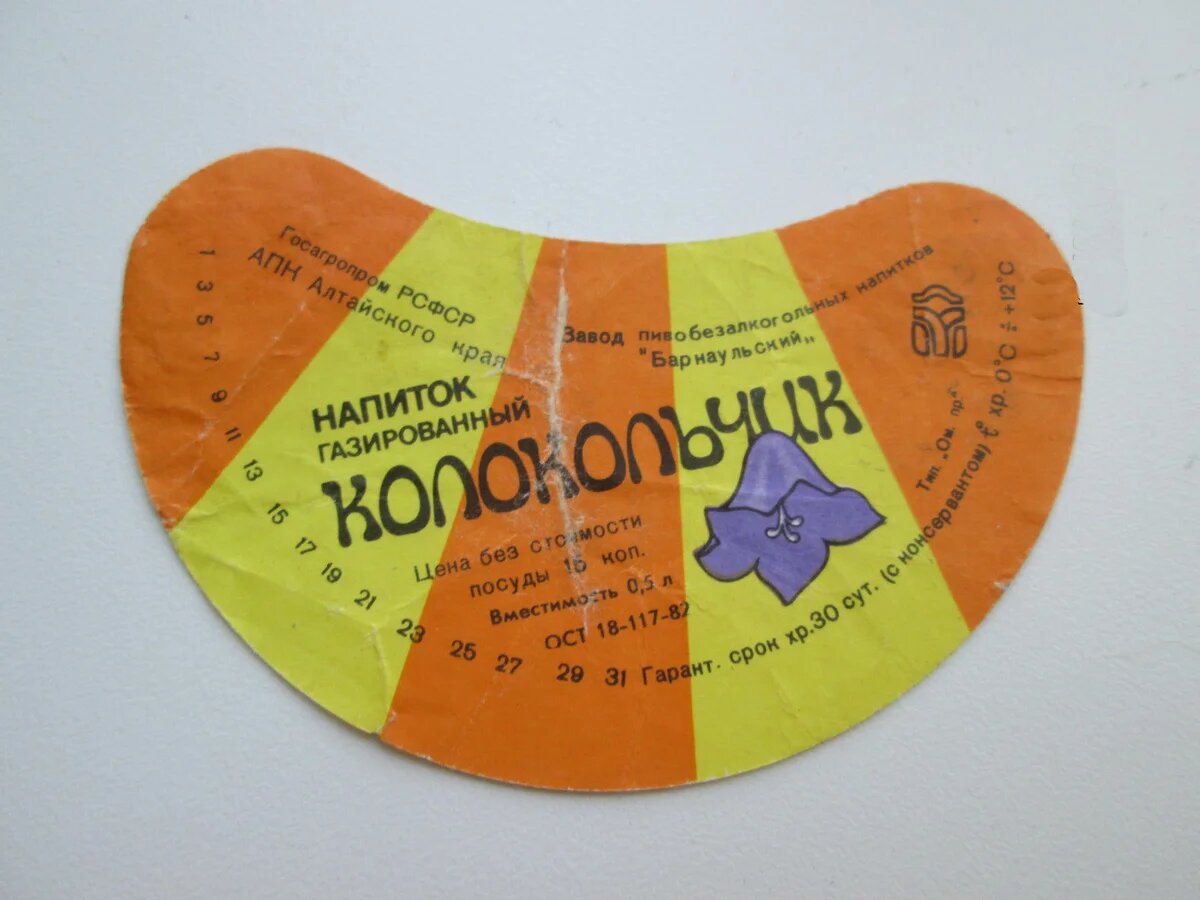 Госагропром РСФСР
АПК Алтайского края
Завод пивобезалкогольных напитков
"Барнаульский„
НАПИТОК
ГАЗИРОВАННЫЙ
КОЛОКОЛЬЧИК
Цена без стоимости
посуды коп.
Вместимость 0,5 л
ОСТ 18-117-82
1 3 5 7 9 11 13 15 17 19 21 23 25 27 29 31
Гарант. срок хр.30 сут. (с консервантом) t° хр. 0°С ÷ +12°С
Тип. „Ом. пр.“